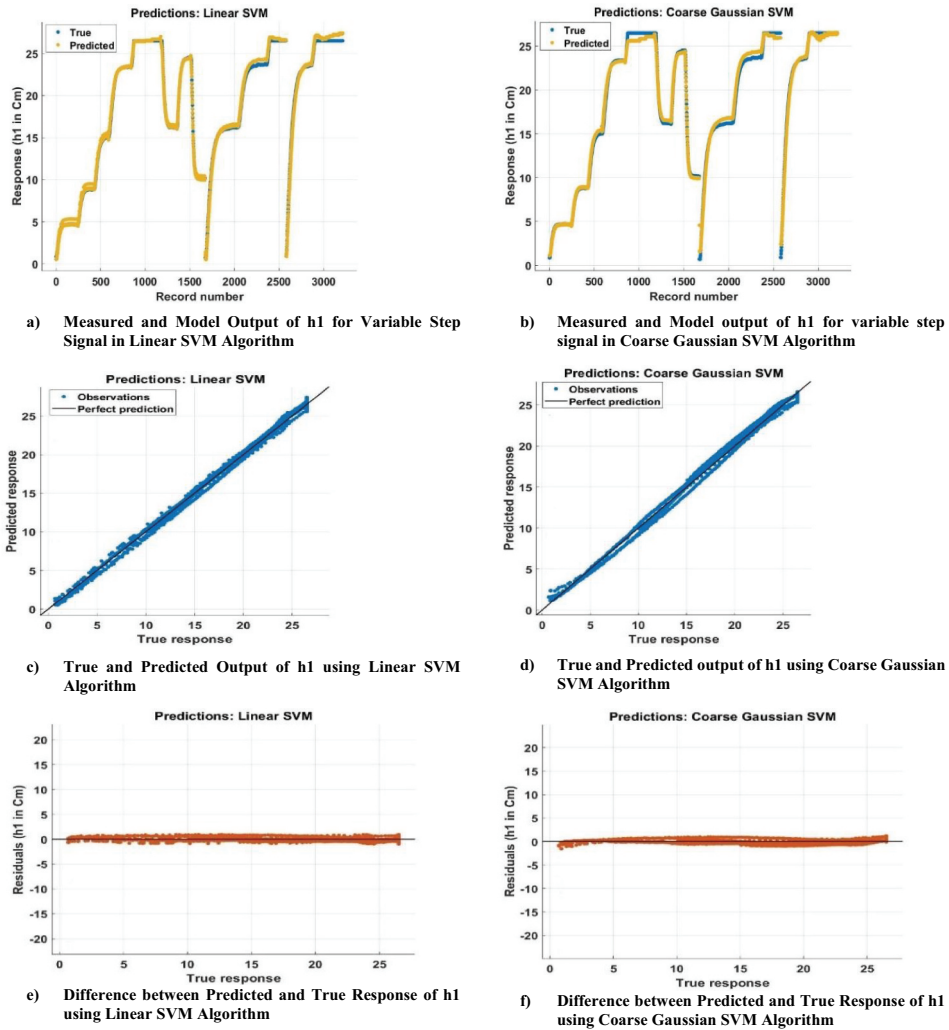 Predictions: Linear SVM
True
Predicted
25
20
15
10
5
0
Response (h1 in Cm)
0 500 1000 1500 2000 2500 3000
Record number
a) Measured and Model Output of h1 for Variable Step
Signal in Linear SVM Algorithm
Predictions: Coarse Gaussian SVM
True
Predicted
25
20
15
10
5
0
Response (h1 in Cm)
0 500 1000 1500 2000 2500 3000
Record number
b) Measured and Model output of h1 for variable step
signal in Coarse Gaussian SVM Algorithm
Predictions: Linear SVM
Observations
Perfect prediction
25
20
15
10
5
0
Predicted response
0 5 10 15 20 25
True response
c) True and Predicted Output of h1 using Linear SVM
Algorithm
Predictions: Coarse Gaussian SVM
Observations
Perfect prediction
25
20
15
10
5
0
Predicted response
0 5 10 15 20 25
True response
d) True and Predicted output of h1 using Coarse Gaussian
SVM Algorithm
Predictions: Linear SVM
20
15
10
5
0
-5
-10
-15
-20
Residuals (h1 in Cm)
0 5 10 15 20 25
True response
e) Difference between Predicted and True Response of h1
using Linear SVM Algorithm
Predictions: Coarse Gaussian SVM
20
15
10
5
0
-5
-10
-15
-20
Residuals (h1 in Cm)
0 5 10 15 20 25
True response
f) Difference between Predicted and True Response of h1
using Coarse Gaussian SVM Algorithm